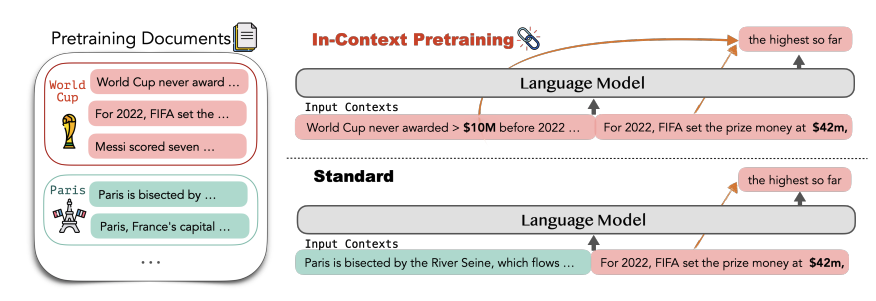 Pretraining Documents
World
Cup
World Cup never award ...
For 2022, FIFA set the ...
Messi scored seven ...
Paris
Paris is bisected by ...
Paris, France's capital ...
...
In-Context Pretraining
the highest so far
Language Model
Input Contexts
World Cup never awarded > $10M before 2022 ...
For 2022, FIFA set the prize money at $42m,
Standard
the highest so far
Language Model
Input Contexts
Paris is bisected by the River Seine, which flows ...
For 2022, FIFA set the prize money at $42m,